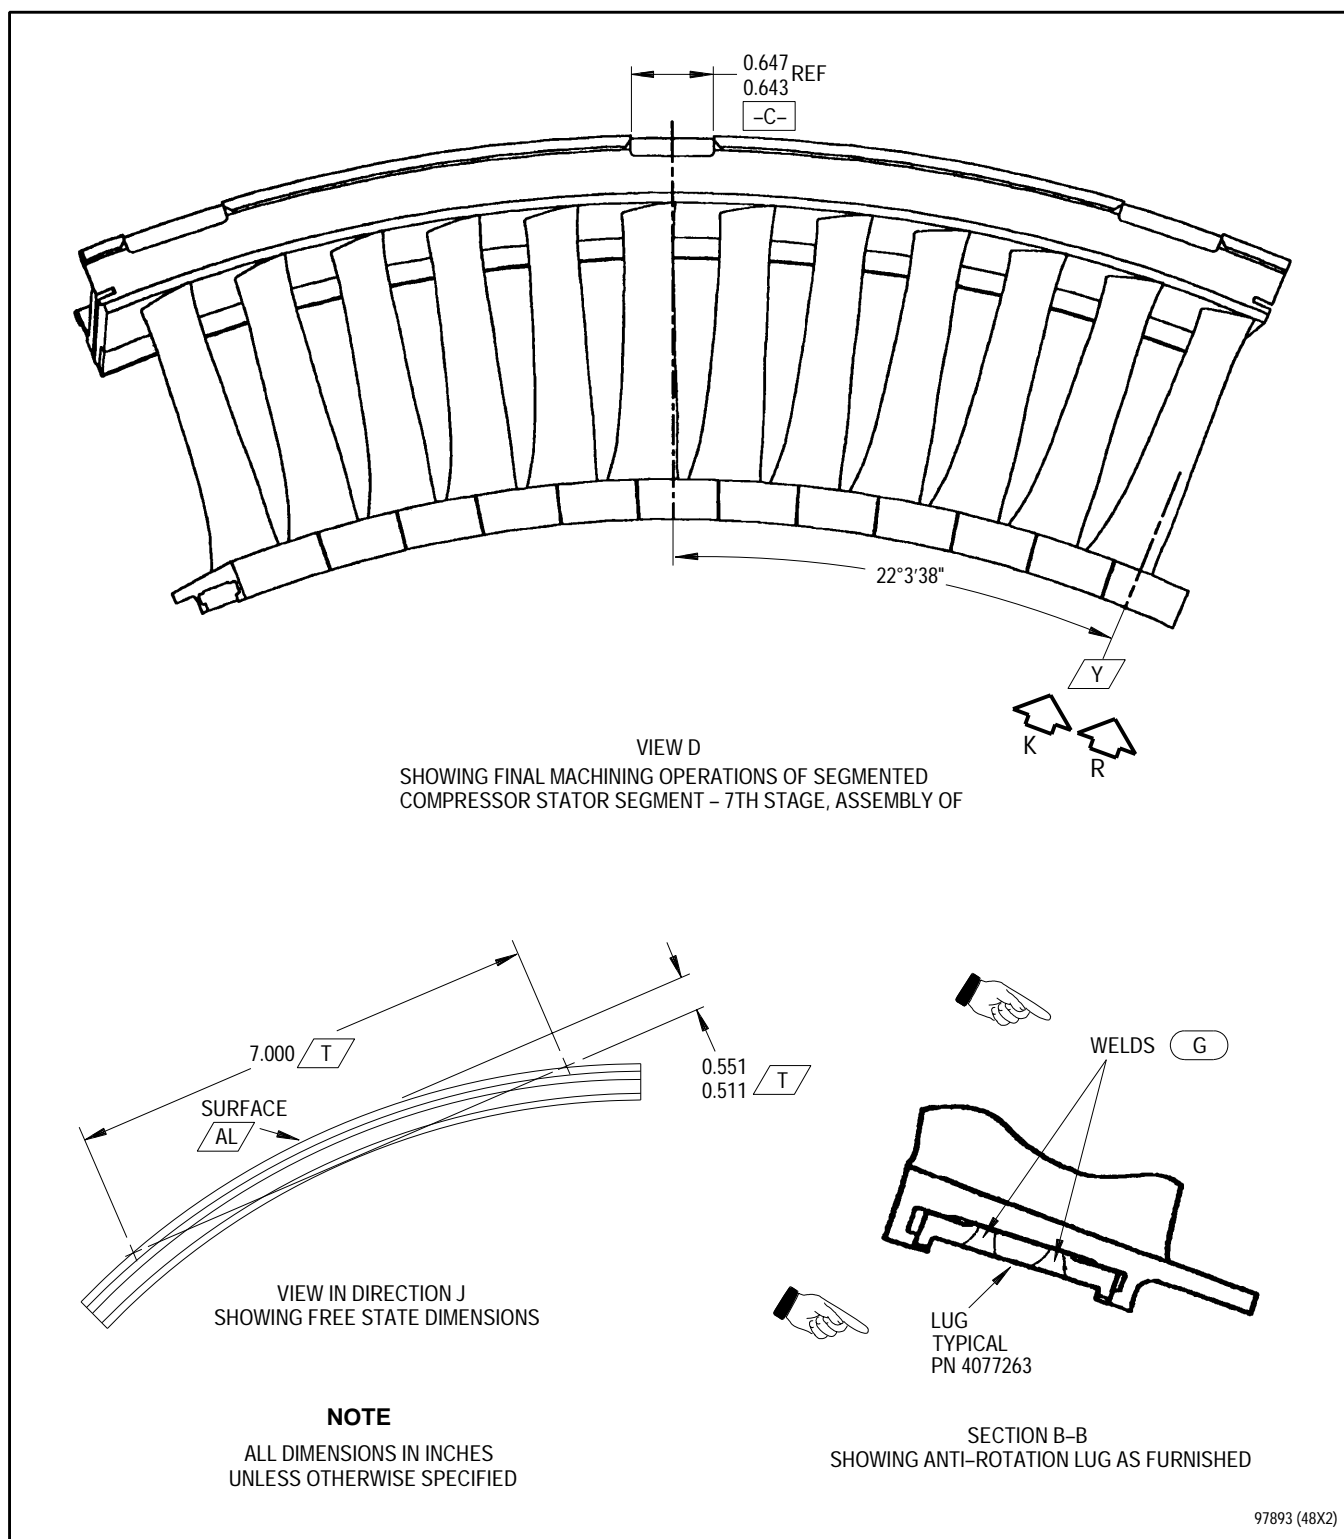 0.647
0.643
REF
–C–
22°3'38"
Y
K
R
VIEW D
SHOWING FINAL MACHINING OPERATIONS OF SEGMENTED
COMPRESSOR STATOR SEGMENT – 7TH STAGE, ASSEMBLY OF
7.000 T
0.551
0.511
T
SURFACE
AL
VIEW IN DIRECTION J
SHOWING FREE STATE DIMENSIONS
WELDS G
LUG
TYPICAL
PN 4077263
NOTE
ALL DIMENSIONS IN INCHES
UNLESS OTHERWISE SPECIFIED
SECTION B–B
SHOWING ANTI–ROTATION LUG AS FURNISHED
97893 (48X2)